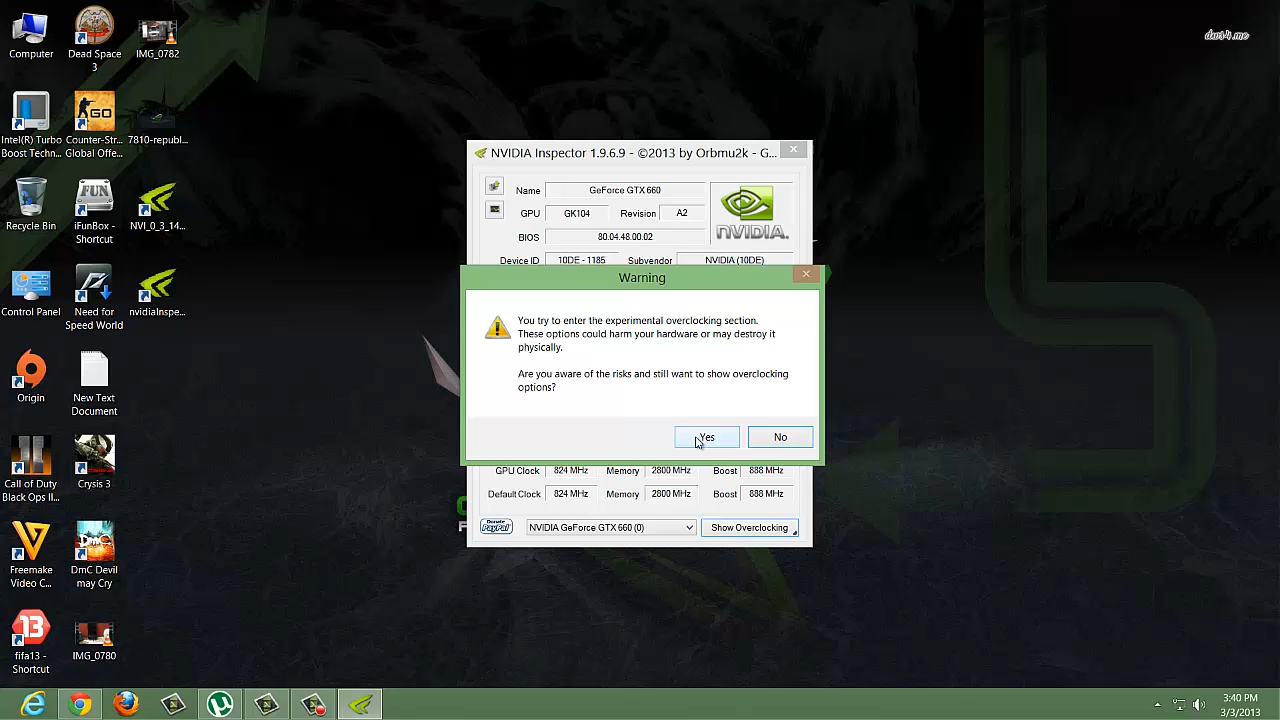 Computer
Dead Space
3
IMG_0782
Intel(R) Turbo
Boost Techn...
Counter-Str...
Global Offe...
7810-republ...
Recycle Bin
iFunBox -
Shortcut
NVI_0_3_14...
Control Panel
Need for
Speed World
nvidiaInspe...
Origin
New Text
Document
Call of Duty
Black Ops II...
Crysis 3
Freemake
Video C...
DmC Devil
may Cry
fifa13 -
Shortcut
IMG_0780
GO
FUN
13
NVIDIA Inspector 1.9.6.9 - ©2013 by Orbmu2k - G...
Name GeForce GTX 660
GPU GK104 Revision A2
BIOS 80.04.48.00.02
NVIDIA.
Device ID 10DE - 1185 Subvendor NVIDIA (10DE)
Warning
You try to enter the experimental overclocking section.
These options could harm your hardware or may destroy it
physically.
Are you aware of the risks and still want to show overclocking
options?
Yes No
GPU Clock 824 MHz Memory 2800 MHz Boost 888 MHz
Default Clock 824 MHz Memory 2800 MHz Boost 888 MHz
Donate
PayPal
NVIDIA GeForce GTX 660 (0) Show Overclocking
3:40 PM
3/3/2013